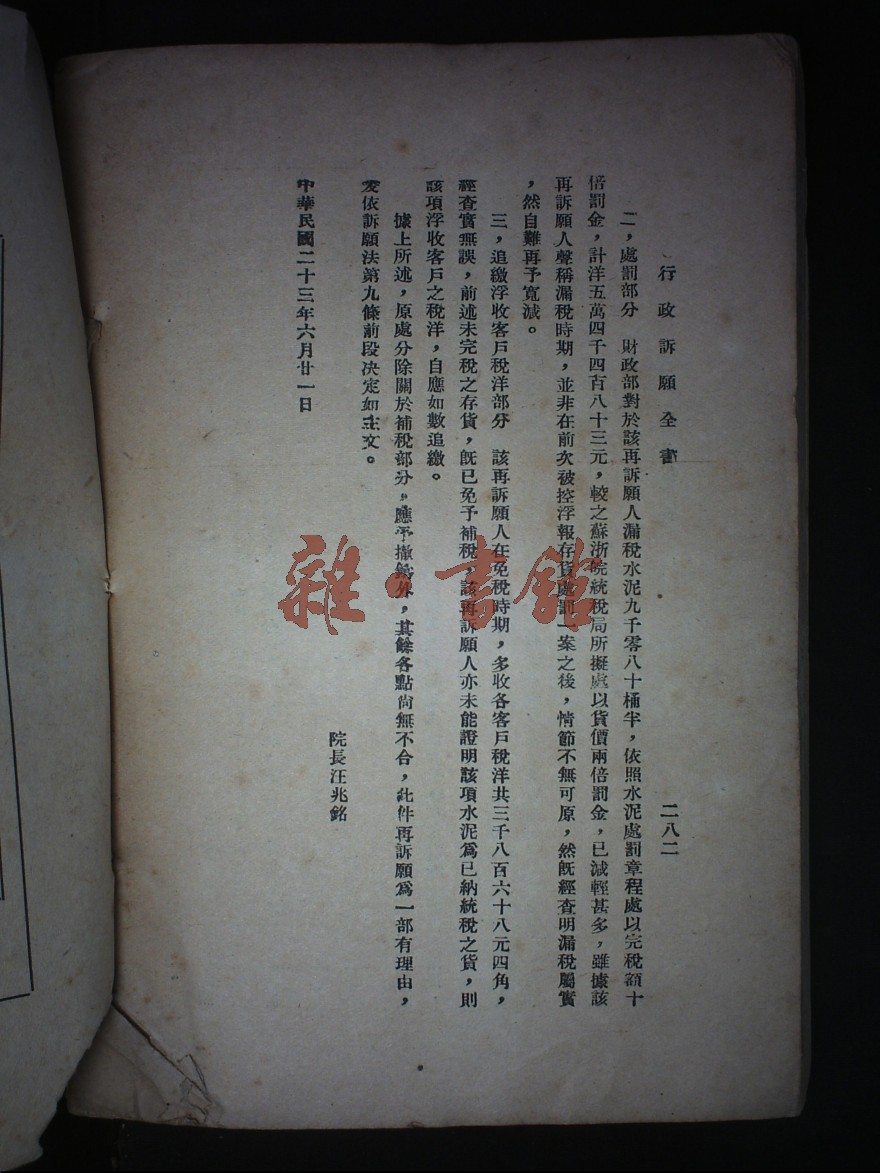 行政訴願全書
二八二
二，處罰部分　財政部對於該再訴願人漏稅水泥九千零八十桶半，依照水泥處罰章程處以完稅額十
倍罰金，計洋五萬四千四百八十三元，較之蘇浙皖統稅局所擬處以貨價兩倍罰金，已減輕甚多，雖據該
再訴願人聲稱漏稅時期，並非在前次被控浮報存貨處罰一案之後，情節不無可原，然旣經查明漏稅屬實
，然自難再予寬減。
三，追繳浮收客戶稅洋部分　該再訴願人在免稅時期，多收各客戶稅洋共三千八百六十八元四角，
經查實無誤，前述未完稅之存貨，旣已免予補稅，該再訴願人亦未能證明該項水泥爲已納統稅之貨，則
該項浮收客戶之稅洋，自應如數追繳。
據上所述，原處分除關於補稅部分，應予撤銷外，其餘各點尚無不合，此件再訴願爲一部有理由，
爰依訴願法第九條前段決定如主文。
院長汪兆銘
中華民國二十三年六月廿一日
雜·書館